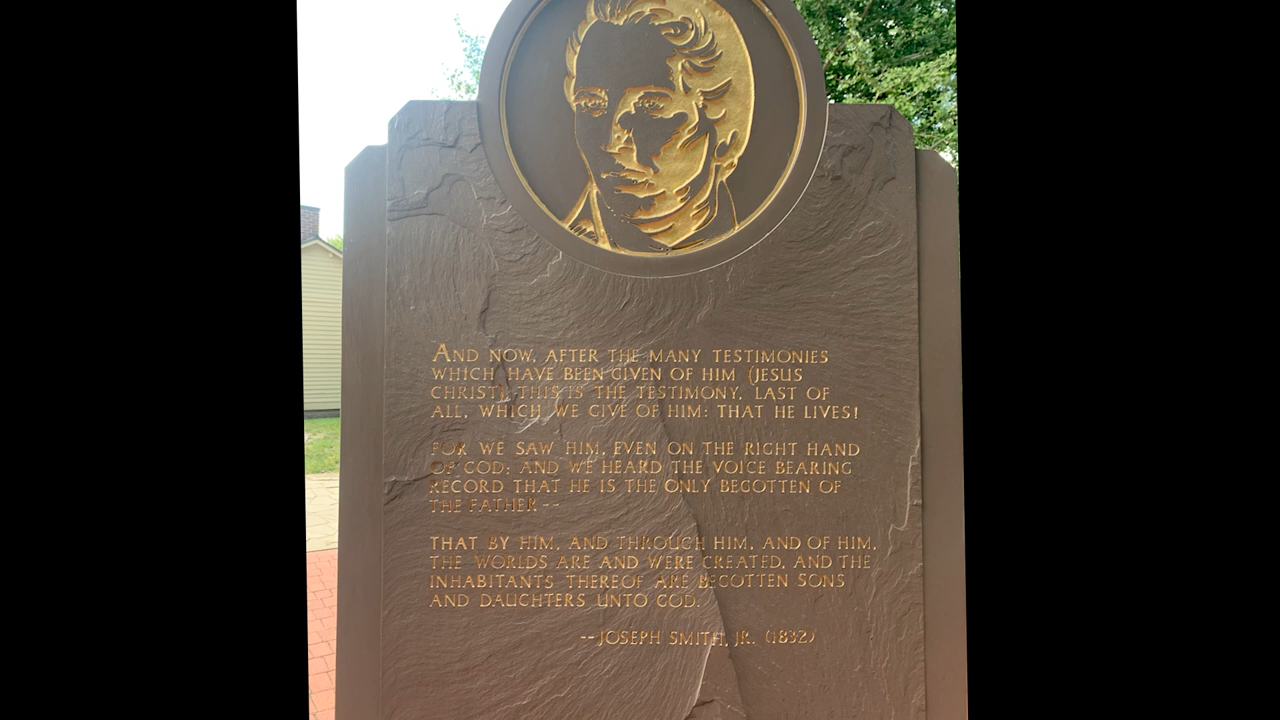 AND NOW, AFTER THE MANY TESTIMONIES
WHICH HAVE BEEN GIVEN OF HIM (JESUS
CHRIST) THIS IS THE TESTIMONY, LAST OF
ALL, WHICH WE GIVE OF HIM: THAT HE LIVES!
FOR WE SAW HIM, EVEN ON THE RIGHT HAND
OF GOD; AND WE HEARD THE VOICE BEARING
RECORD THAT HE IS THE ONLY BEGOTTEN OF
THE FATHER --
THAT BY HIM, AND THROUGH HIM, AND OF HIM,
THE WORLDS ARE AND WERE CREATED, AND THE
INHABITANTS THEREOF ARE BEGOTTEN SONS
AND DAUGHTERS UNTO GOD.
-- JOSEPH SMITH, JR. (1832)